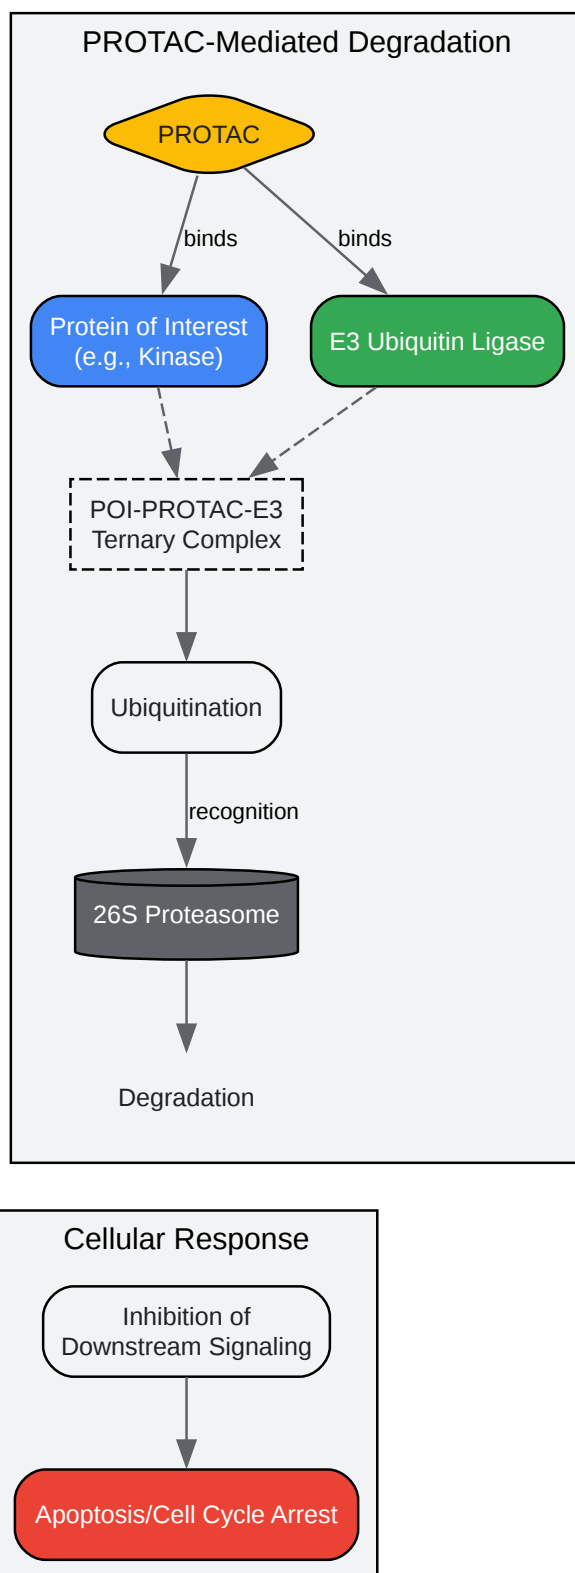 PROTAC-Mediated Degradation
PROTAC
binds
binds
Protein of Interest
(e.g., Kinase)
E3 Ubiquitin Ligase
POI-PROTAC-E3
Ternary Complex
Ubiquitination
recognition
26S Proteasome
Degradation
Cellular Response
Inhibition of
Downstream Signaling
Apoptosis/Cell Cycle Arrest